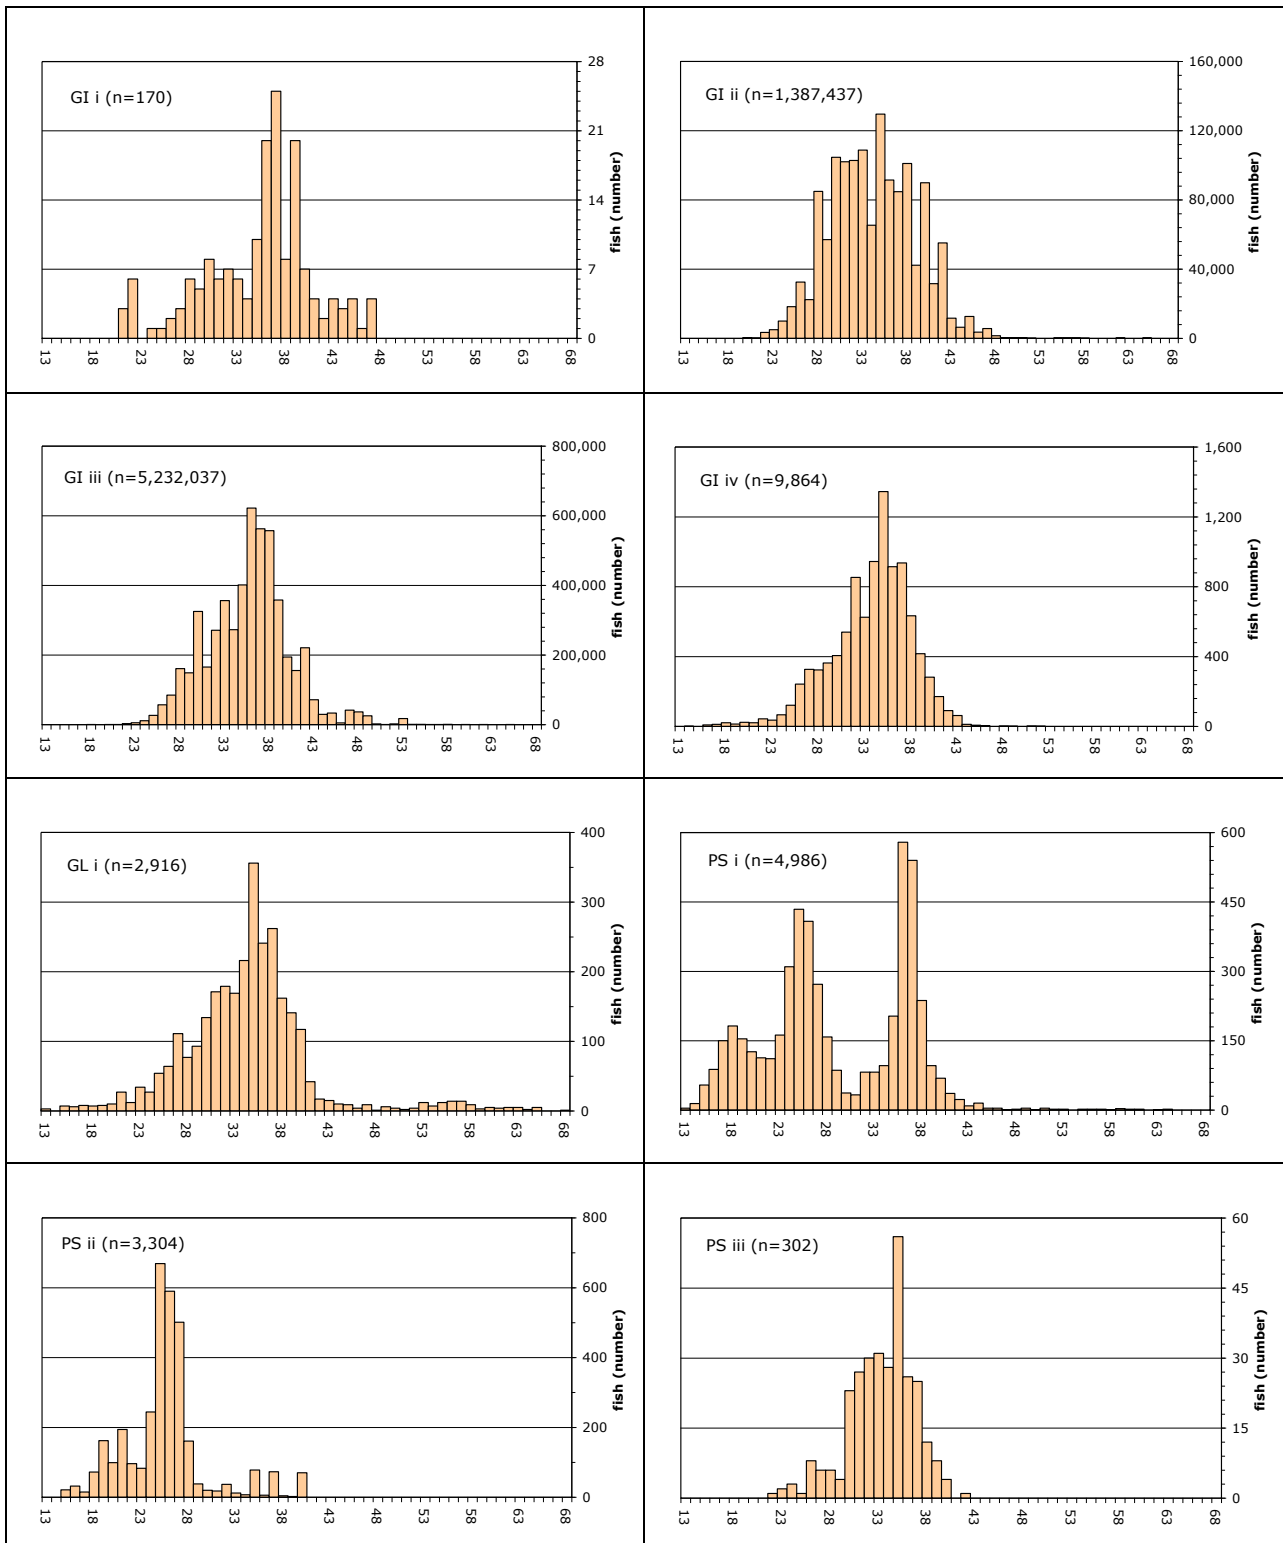 GI i (n=170)
28
21
14
7
0
fish (number)
13 18 23 28 33 38 43 48 53 58 63 68
GI ii (n=1,387,437)
160,000
120,000
80,000
40,000
0
fish (number)
13 18 23 28 33 38 43 48 53 58 63 68
GI iii (n=5,232,037)
800,000
600,000
400,000
200,000
0
fish (number)
13 18 23 28 33 38 43 48 53 58 63 68
GI iv (n=9,864)
1,600
1,200
800
400
0
fish (number)
13 18 23 28 33 38 43 48 53 58 63 68
GL i (n=2,916)
400
300
200
100
0
fish (number)
13 18 23 28 33 38 43 48 53 58 63 68
PS i (n=4,986)
600
450
300
150
0
fish (number)
13 18 23 28 33 38 43 48 53 58 63 68
PS ii (n=3,304)
800
600
400
200
0
fish (number)
13 18 23 28 33 38 43 48 53 58 63 68
PS iii (n=302)
60
45
30
15
0
fish (number)
13 18 23 28 33 38 43 48 53 58 63 68